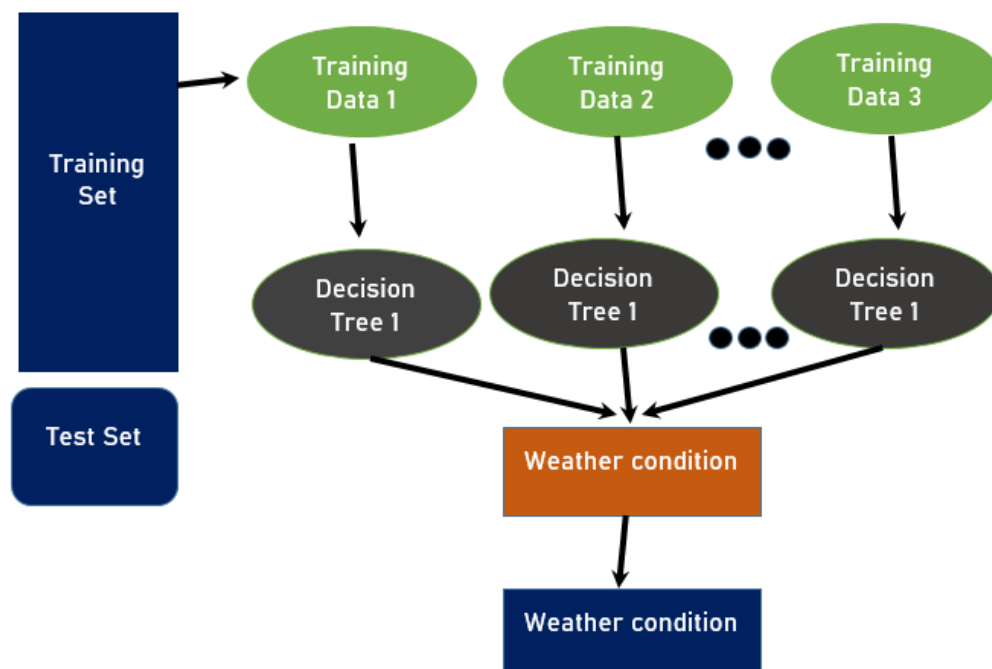 Training
Set
Training
Data 1
Training
Data 2
Training
Data 3
Decision
Tree 1
Decision
Tree 1
Decision
Tree 1
Test Set
Weather condition
Weather condition